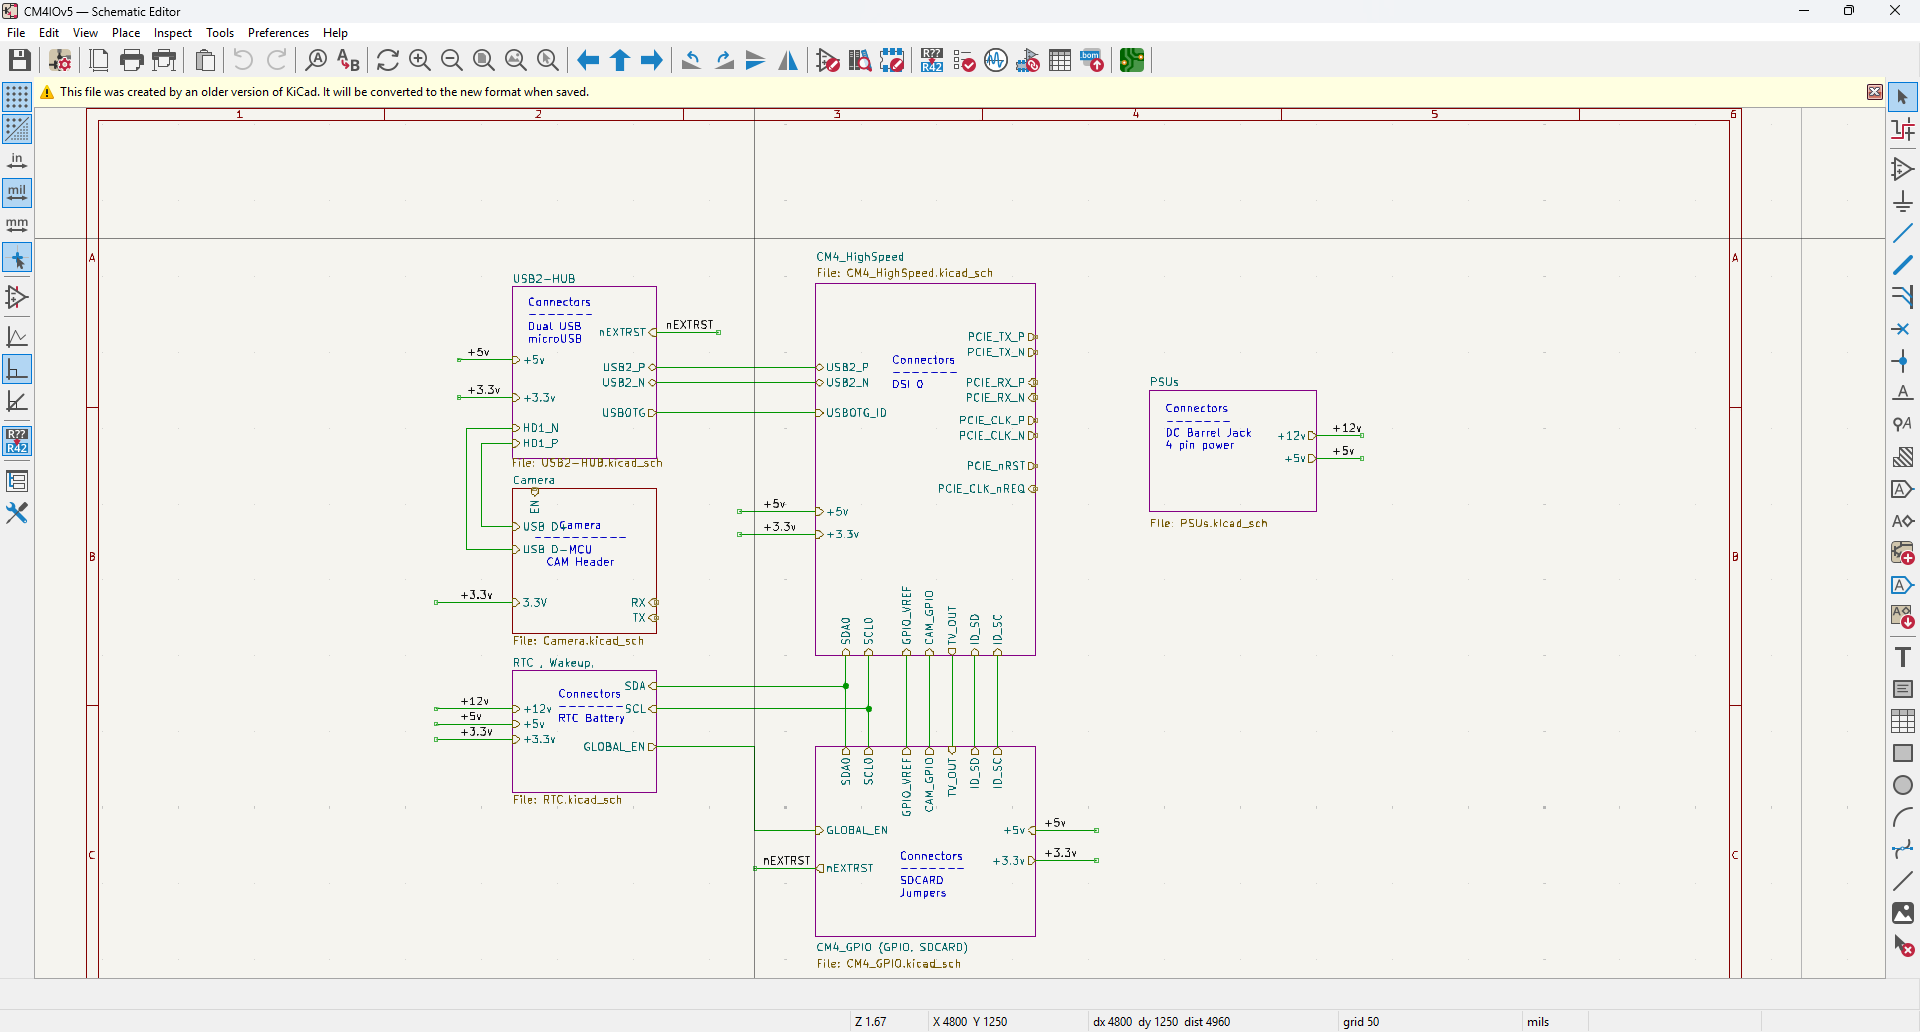 CM4IOv5 — Schematic Editor
File Edit View Place Inspect Tools Preferences Help
This file was created by an older version of KiCad. It will be converted to the new format when saved.
in
mil
mm
R??
R42
1 2 3 4 5 6
A
B
C
A
B
C
USB2-HUB
Connectors
Dual USB
microUSB
nEXTRST
nEXTRST
+5v
+5v
+3.3v
+3.3v
USB2_P
USB2_N
USBOTG
HD1_N
HD1_P
File: USB2-HUB.kicad_sch
Camera
EN
USB D+
Camera
USB D-
MCU
CAM Header
+3.3v
3.3V
RX
TX
File: Camera.kicad_sch
RTC , Wakeup,
Connectors
RTC Battery
SDA
SCL
+12v
+12v
+5v
+5v
+3.3v
+3.3v
GLOBAL_EN
File: RTC.kicad_sch
CM4_HighSpeed
File: CM4_HighSpeed.kicad_sch
Connectors
DSI 0
USB2_P
USB2_N
USBOTG_ID
PCIE_TX_P
PCIE_TX_N
PCIE_RX_P
PCIE_RX_N
PCIE_CLK_P
PCIE_CLK_N
PCIE_nRST
PCIE_CLK_nREQ
+5v
+5v
+3.3v
+3.3v
SDA0
SCL0
GPIO_VREF
CAM_GPIO
TV_OUT
ID_SD
ID_SC
SDA0
SCL0
GPIO_VREF
CAM_GPIO
TV_OUT
ID_SD
ID_SC
GLOBAL_EN
nEXTRST
nEXTRST
Connectors
SDCARD
Jumpers
+5v
+5v
+3.3v
+3.3v
CM4_GPIO (GPIO, SDCARD)
File: CM4_GPIO.kicad_sch
PSUs
Connectors
DC Barrel Jack
4 pin power
+12v
+12v
+5v
+5v
File: PSUs.kicad_sch
Z 1.67
X 4800 Y 1250
dx 4800 dy 1250 dist 4960
grid 50
mils